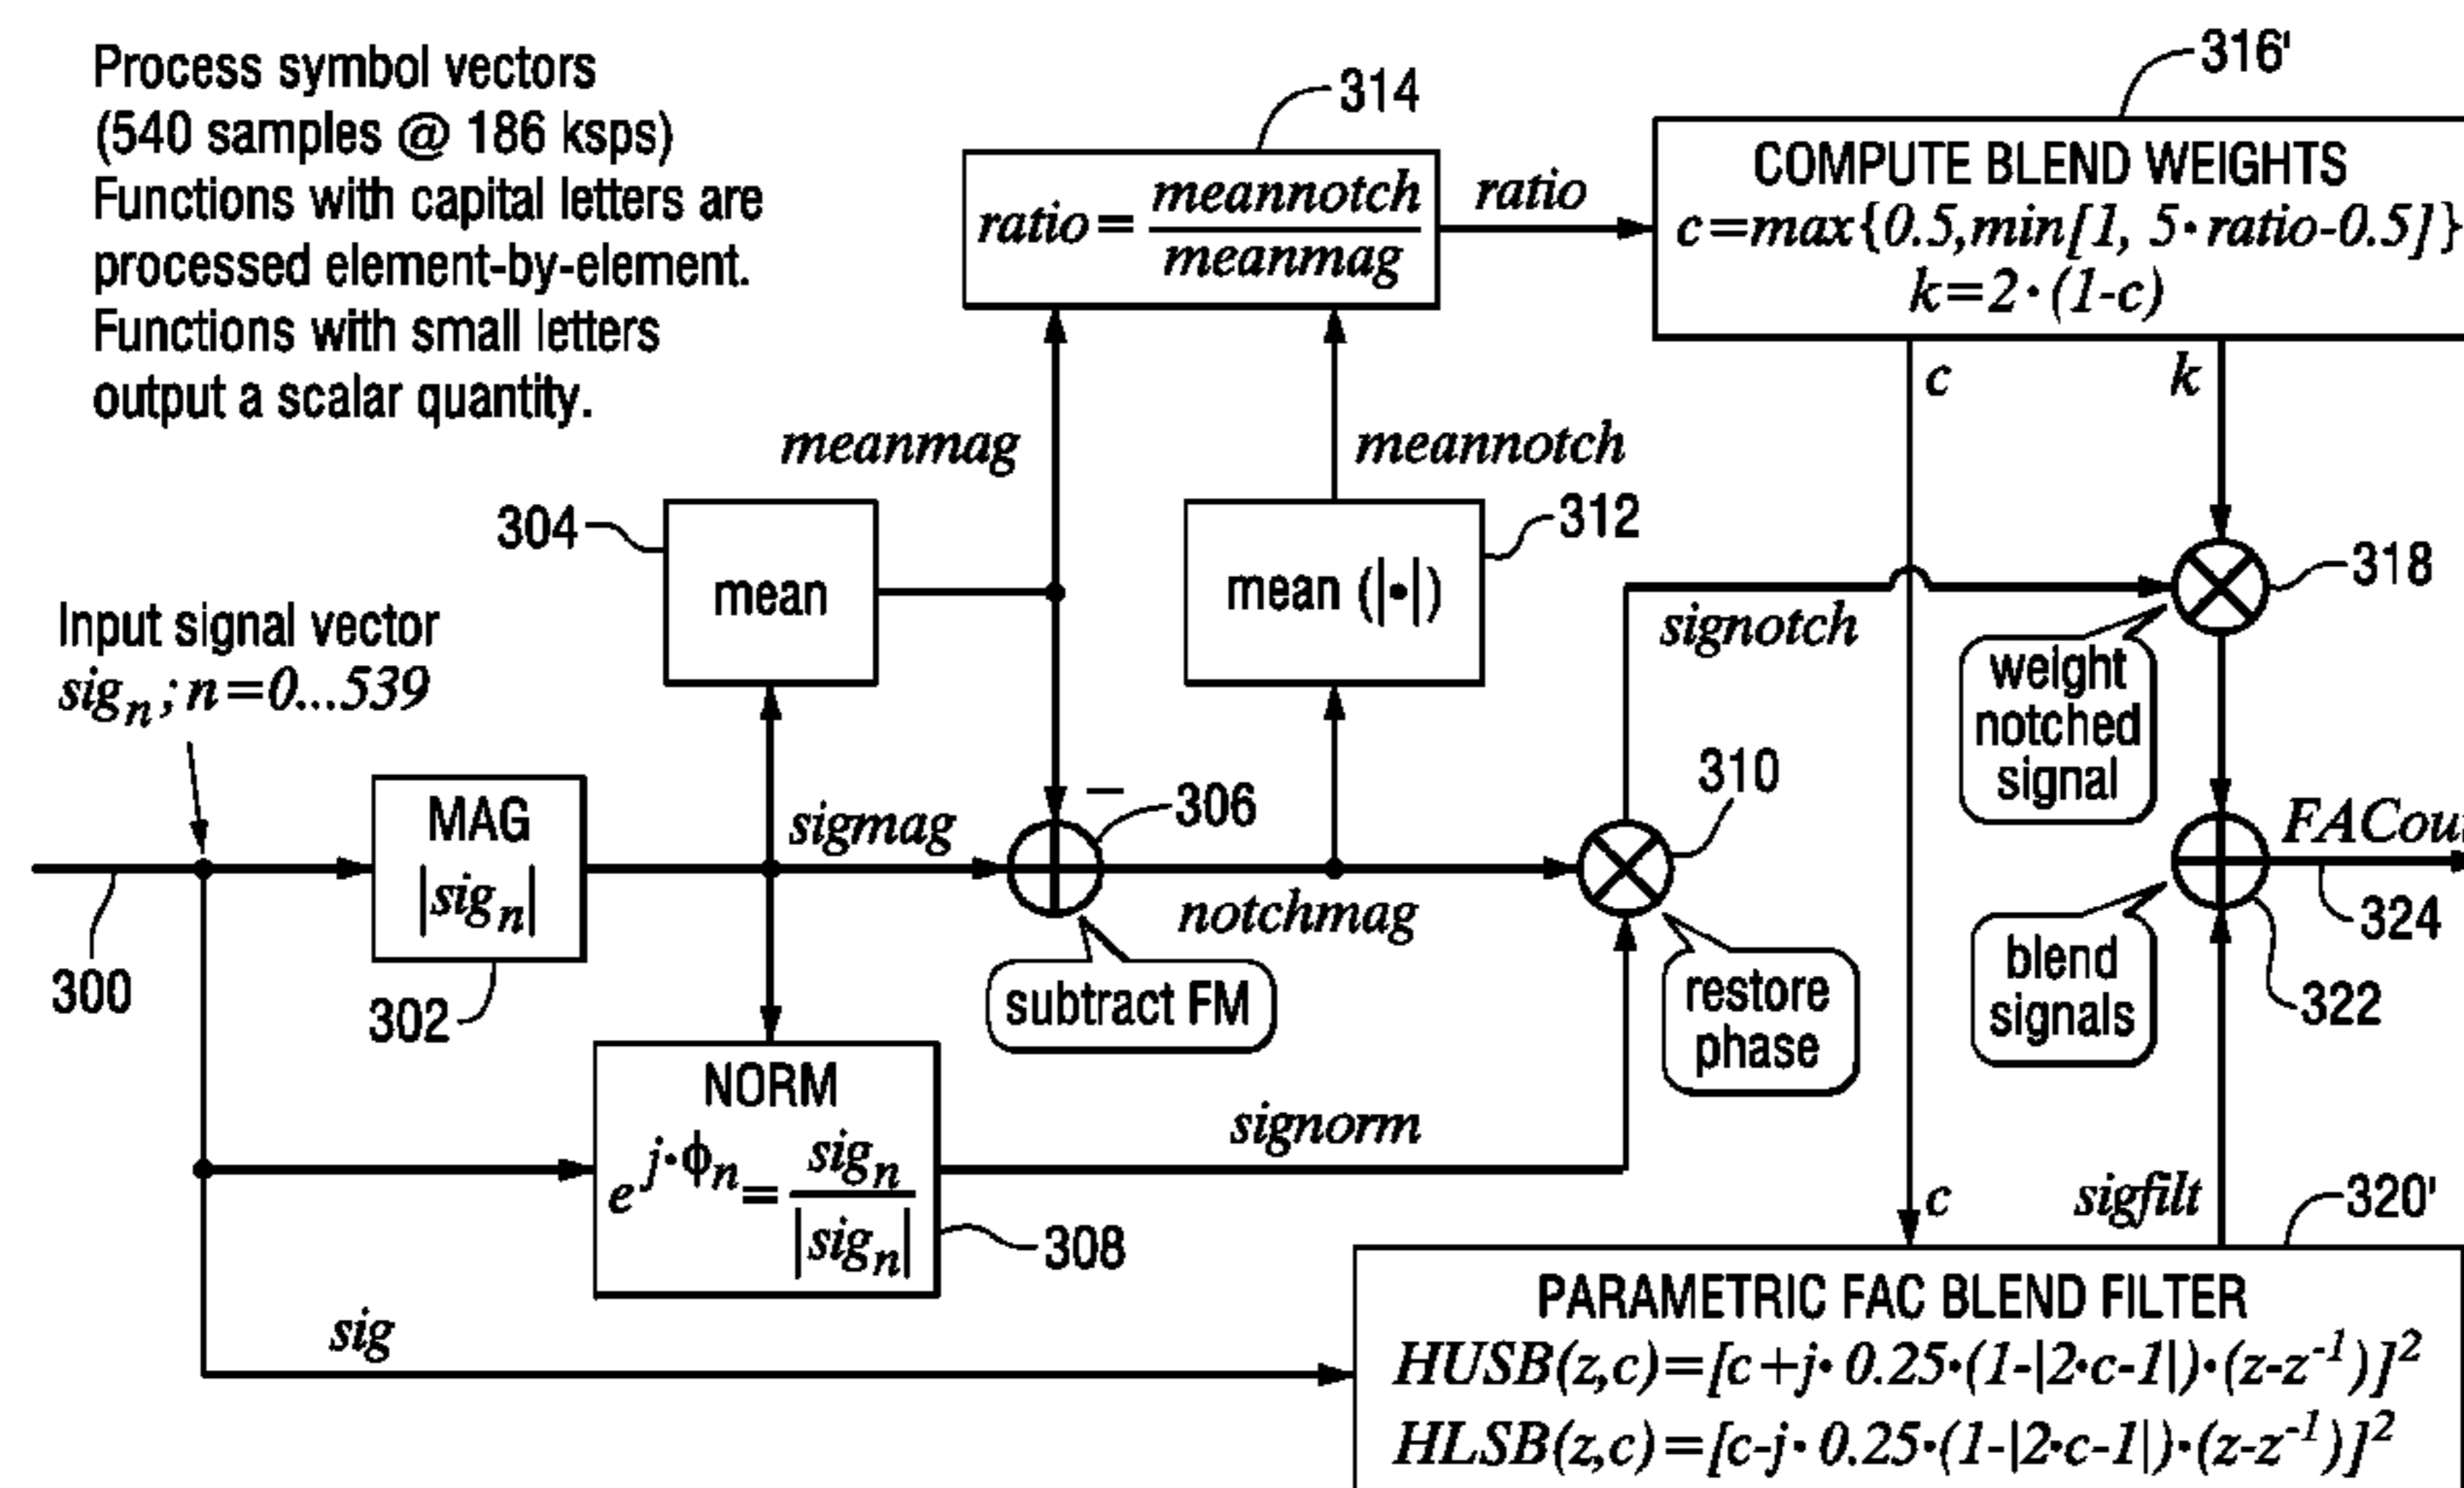 Process symbol vectors
(540 samples @ 186 ksps)
Functions with capital letters are
processed element-by-element.
Functions with small letters
output a scalar quantity.
314
ratio = meannotch / meanmag
ratio
316'
COMPUTE BLEND WEIGHTS
c=max{0.5,min[1, 5·ratio-0.5]}
k=2·(1-c)
c
k
meanmag
meannotch
304
mean
312
mean (|•|)
318
signotch
weight
notched
signal
Input signal vector
sig_n; n=0...539
300
MAG
|sig_n|
302
sigmag
−
306
subtract FM
notchmag
310
restore
phase
322
blend
signals
324
NORM
e^{j·ϕ_n} = sig_n / |sig_n|
308
signorm
sig
c
sigfilt
320'
PARAMETRIC FAC BLEND FILTER
HUSB(z,c)=[c+j·0.25·(1-|2·c-1|)·(z-z^{-1})]^2
HLSB(z,c)=[c-j·0.25·(1-|2·c-1|)·(z-z^{-1})]^2